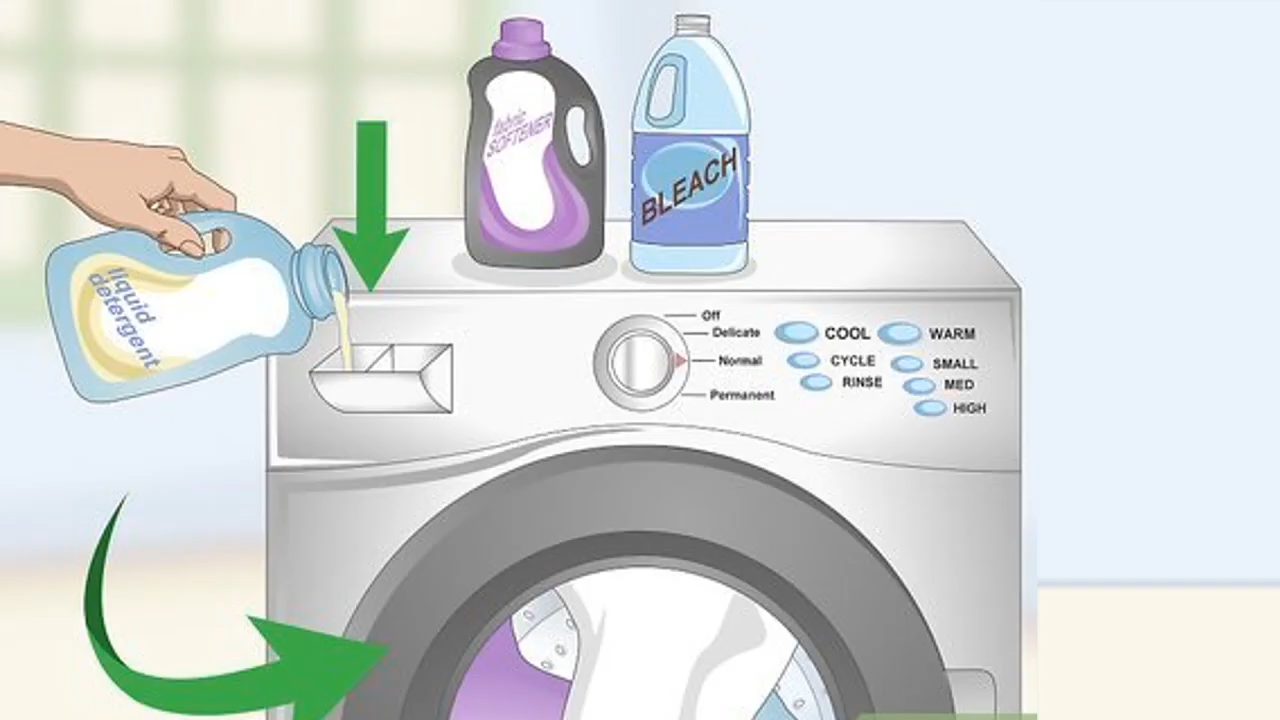 fabric
SOFTENER
BLEACH
liquid
detergent
Off
Delicate
Normal
Permanent
COOL
WARM
CYCLE
SMALL
RINSE
MED
HIGH